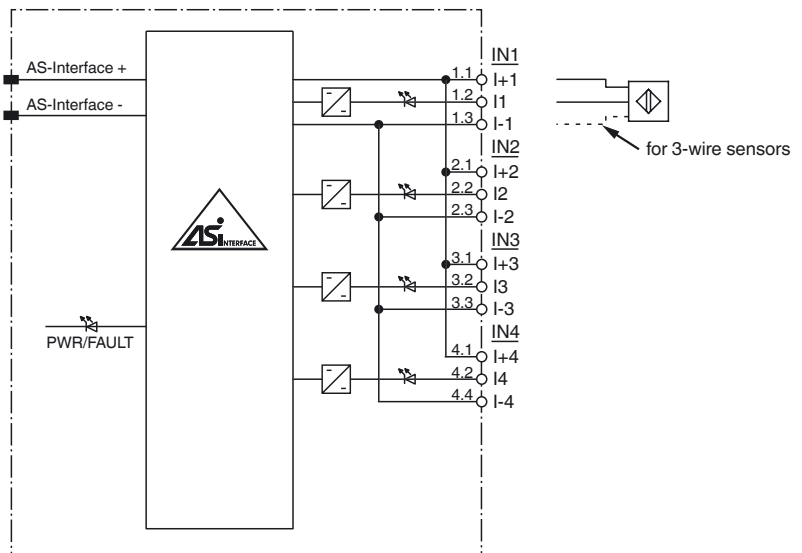 AS-Interface +
AS-Interface -
PWR/FAULT
ASi INTERFACE
IN1
1.1 I+1
1.2 I1
1.3 I-1
IN2
2.1 I+2
2.2 I2
2.3 I-2
IN3
3.1 I+3
3.2 I3
3.3 I-3
IN4
4.1 I+4
4.2 I4
4.4 I-4
for 3-wire sensors